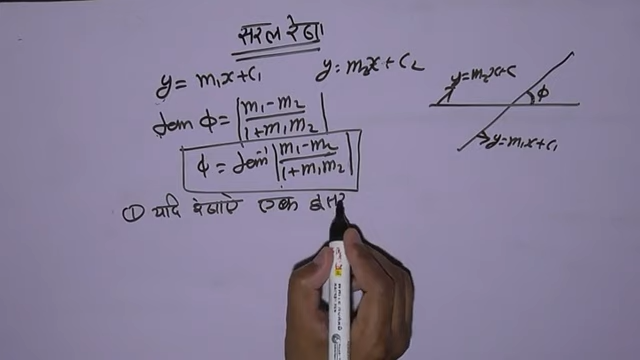 सरल रेखा
y = m₁x + c₁
y = m₂x + c₂
tan ϕ = |m₁ - m₂ / 1 + m₁m₂|
ϕ = tan⁻¹ |m₁ - m₂ / 1 + m₁m₂|
y = m₂x + c
ϕ
y = m₁x + c₁
① यदि रेखाऐ एक